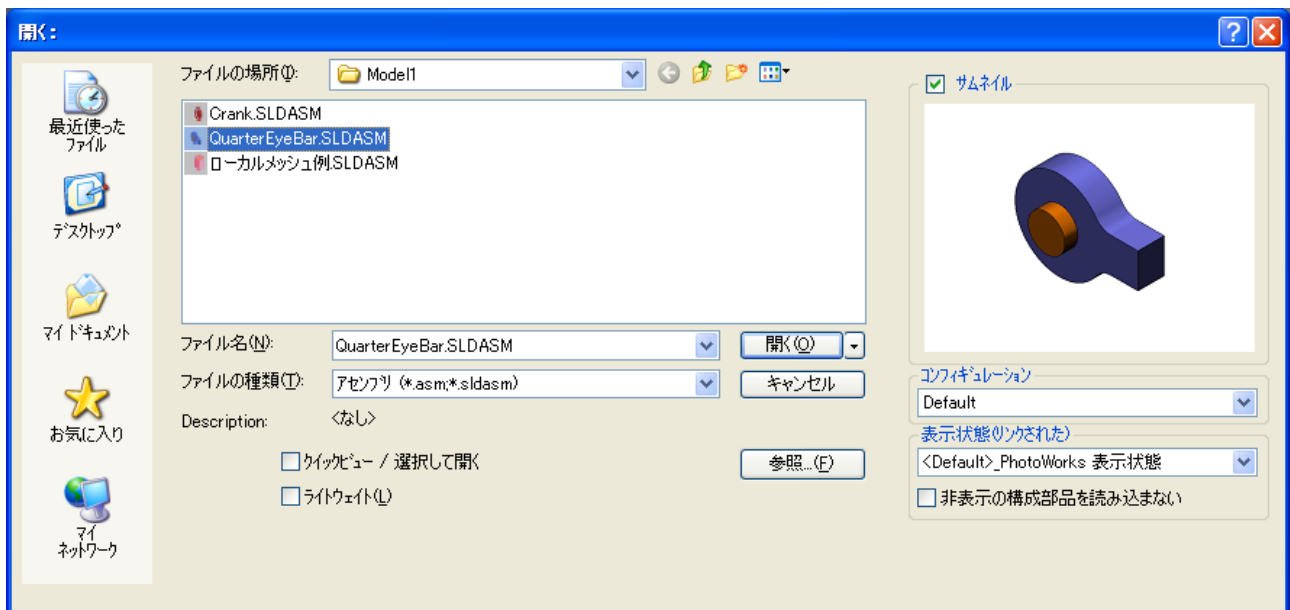 開く:
最近使った
ファイル
デスクトップ
マイ ドキュメント
お気に入り
マイ
ネットワーク
ファイルの場所(I):
Model1
Crank.SLDASM
QuarterEyeBar.SLDASM
ローカルメッシュ例.SLDASM
ファイル名(N):
QuarterEyeBar.SLDASM
開く(O)
ファイルの種類(T):
アセンブリ (*.asm;*.sldasm)
キャンセル
Description:
<なし>
クイックビュー / 選択して開く
参照...(F)
ライトウェイト(L)
サムネイル
コンフィギュレーション
Default
表示状態(リンクされた)
<Default>_PhotoWorks 表示状態
非表示の構成部品を読み込まない